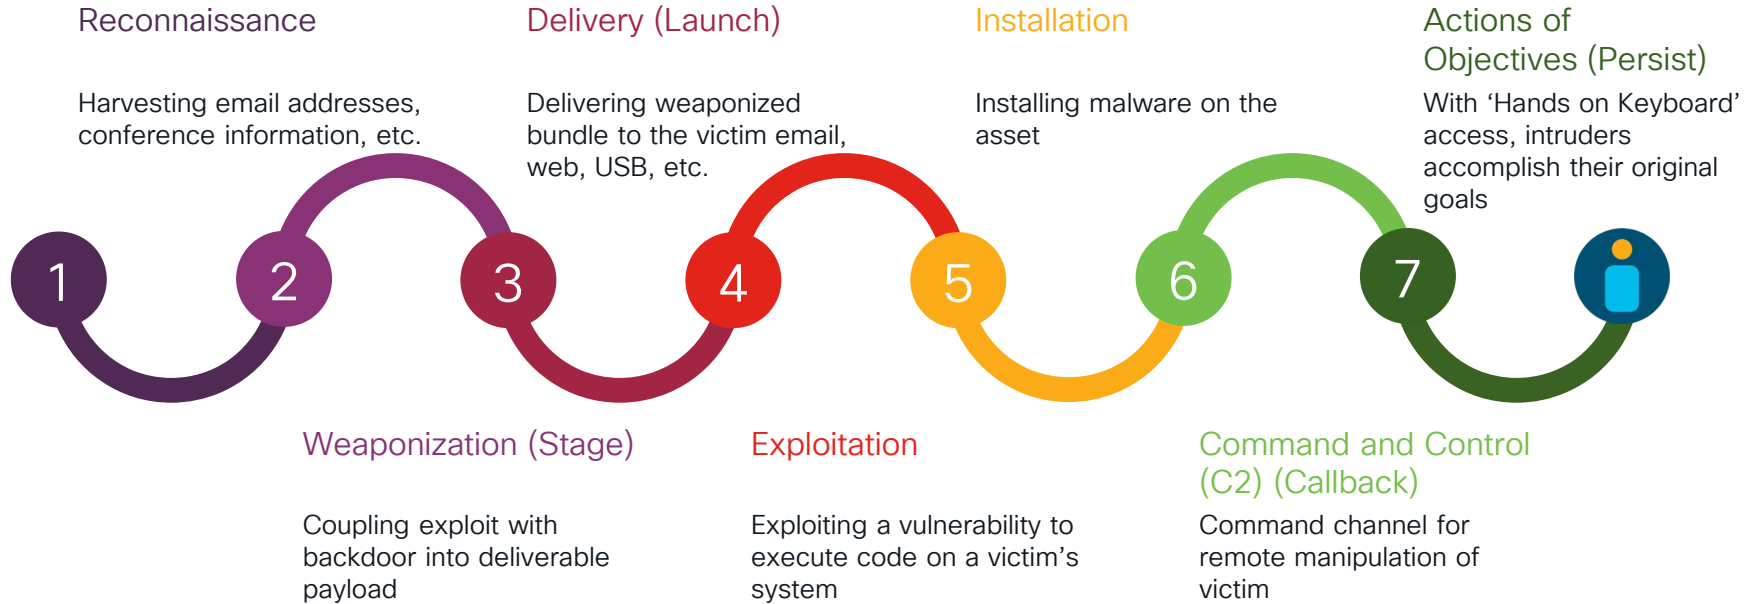 Reconnaissance
Harvesting email addresses,
conference information, etc.
Delivery (Launch)
Delivering weaponized
bundle to the victim email,
web, USB, etc.
Installation
Installing malware on the
asset
Actions of
Objectives (Persist)
With ‘Hands on Keyboard’
access, intruders
accomplish their original
goals
1
2
3
4
5
6
7
Weaponization (Stage)
Coupling exploit with
backdoor into deliverable
payload
Exploitation
Exploiting a vulnerability to
execute code on a victim’s
system
Command and Control
(C2) (Callback)
Command channel for
remote manipulation of
victim